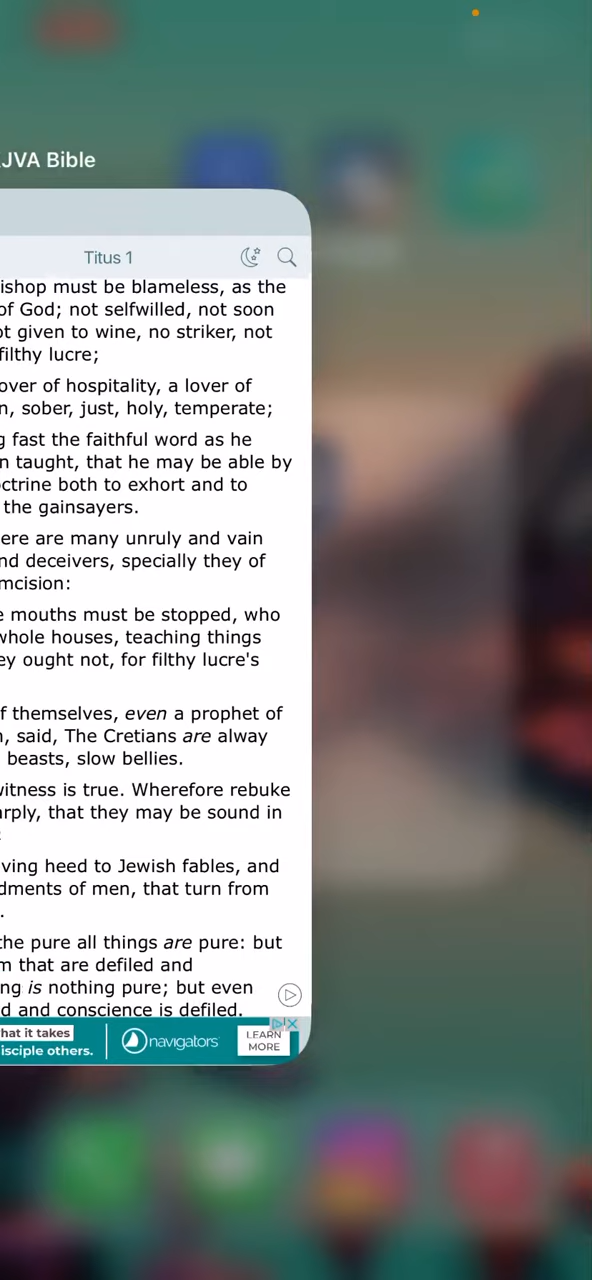 JVA Bible
Titus 1
ishop must be blameless, as the
of God; not selfwilled, not soon
ot given to wine, no striker, not
filthy lucre;
over of hospitality, a lover of
n, sober, just, holy, temperate;
g fast the faithful word as he
n taught, that he may be able by
octrine both to exhort and to
the gainsayers.
ere are many unruly and vain
nd deceivers, specially they of
mcision:
e mouths must be stopped, who
whole houses, teaching things
ey ought not, for filthy lucre's
f themselves, even a prophet of
n, said, The Cretians are alway
beasts, slow bellies.
witness is true. Wherefore rebuke
arply, that they may be sound in
;
ving heed to Jewish fables, and
dments of men, that turn from
.
the pure all things are pure: but
m that are defiled and
ng is nothing pure; but even
d and conscience is defiled.
hat it takes
isciple others.
navigators
LEARN
MORE